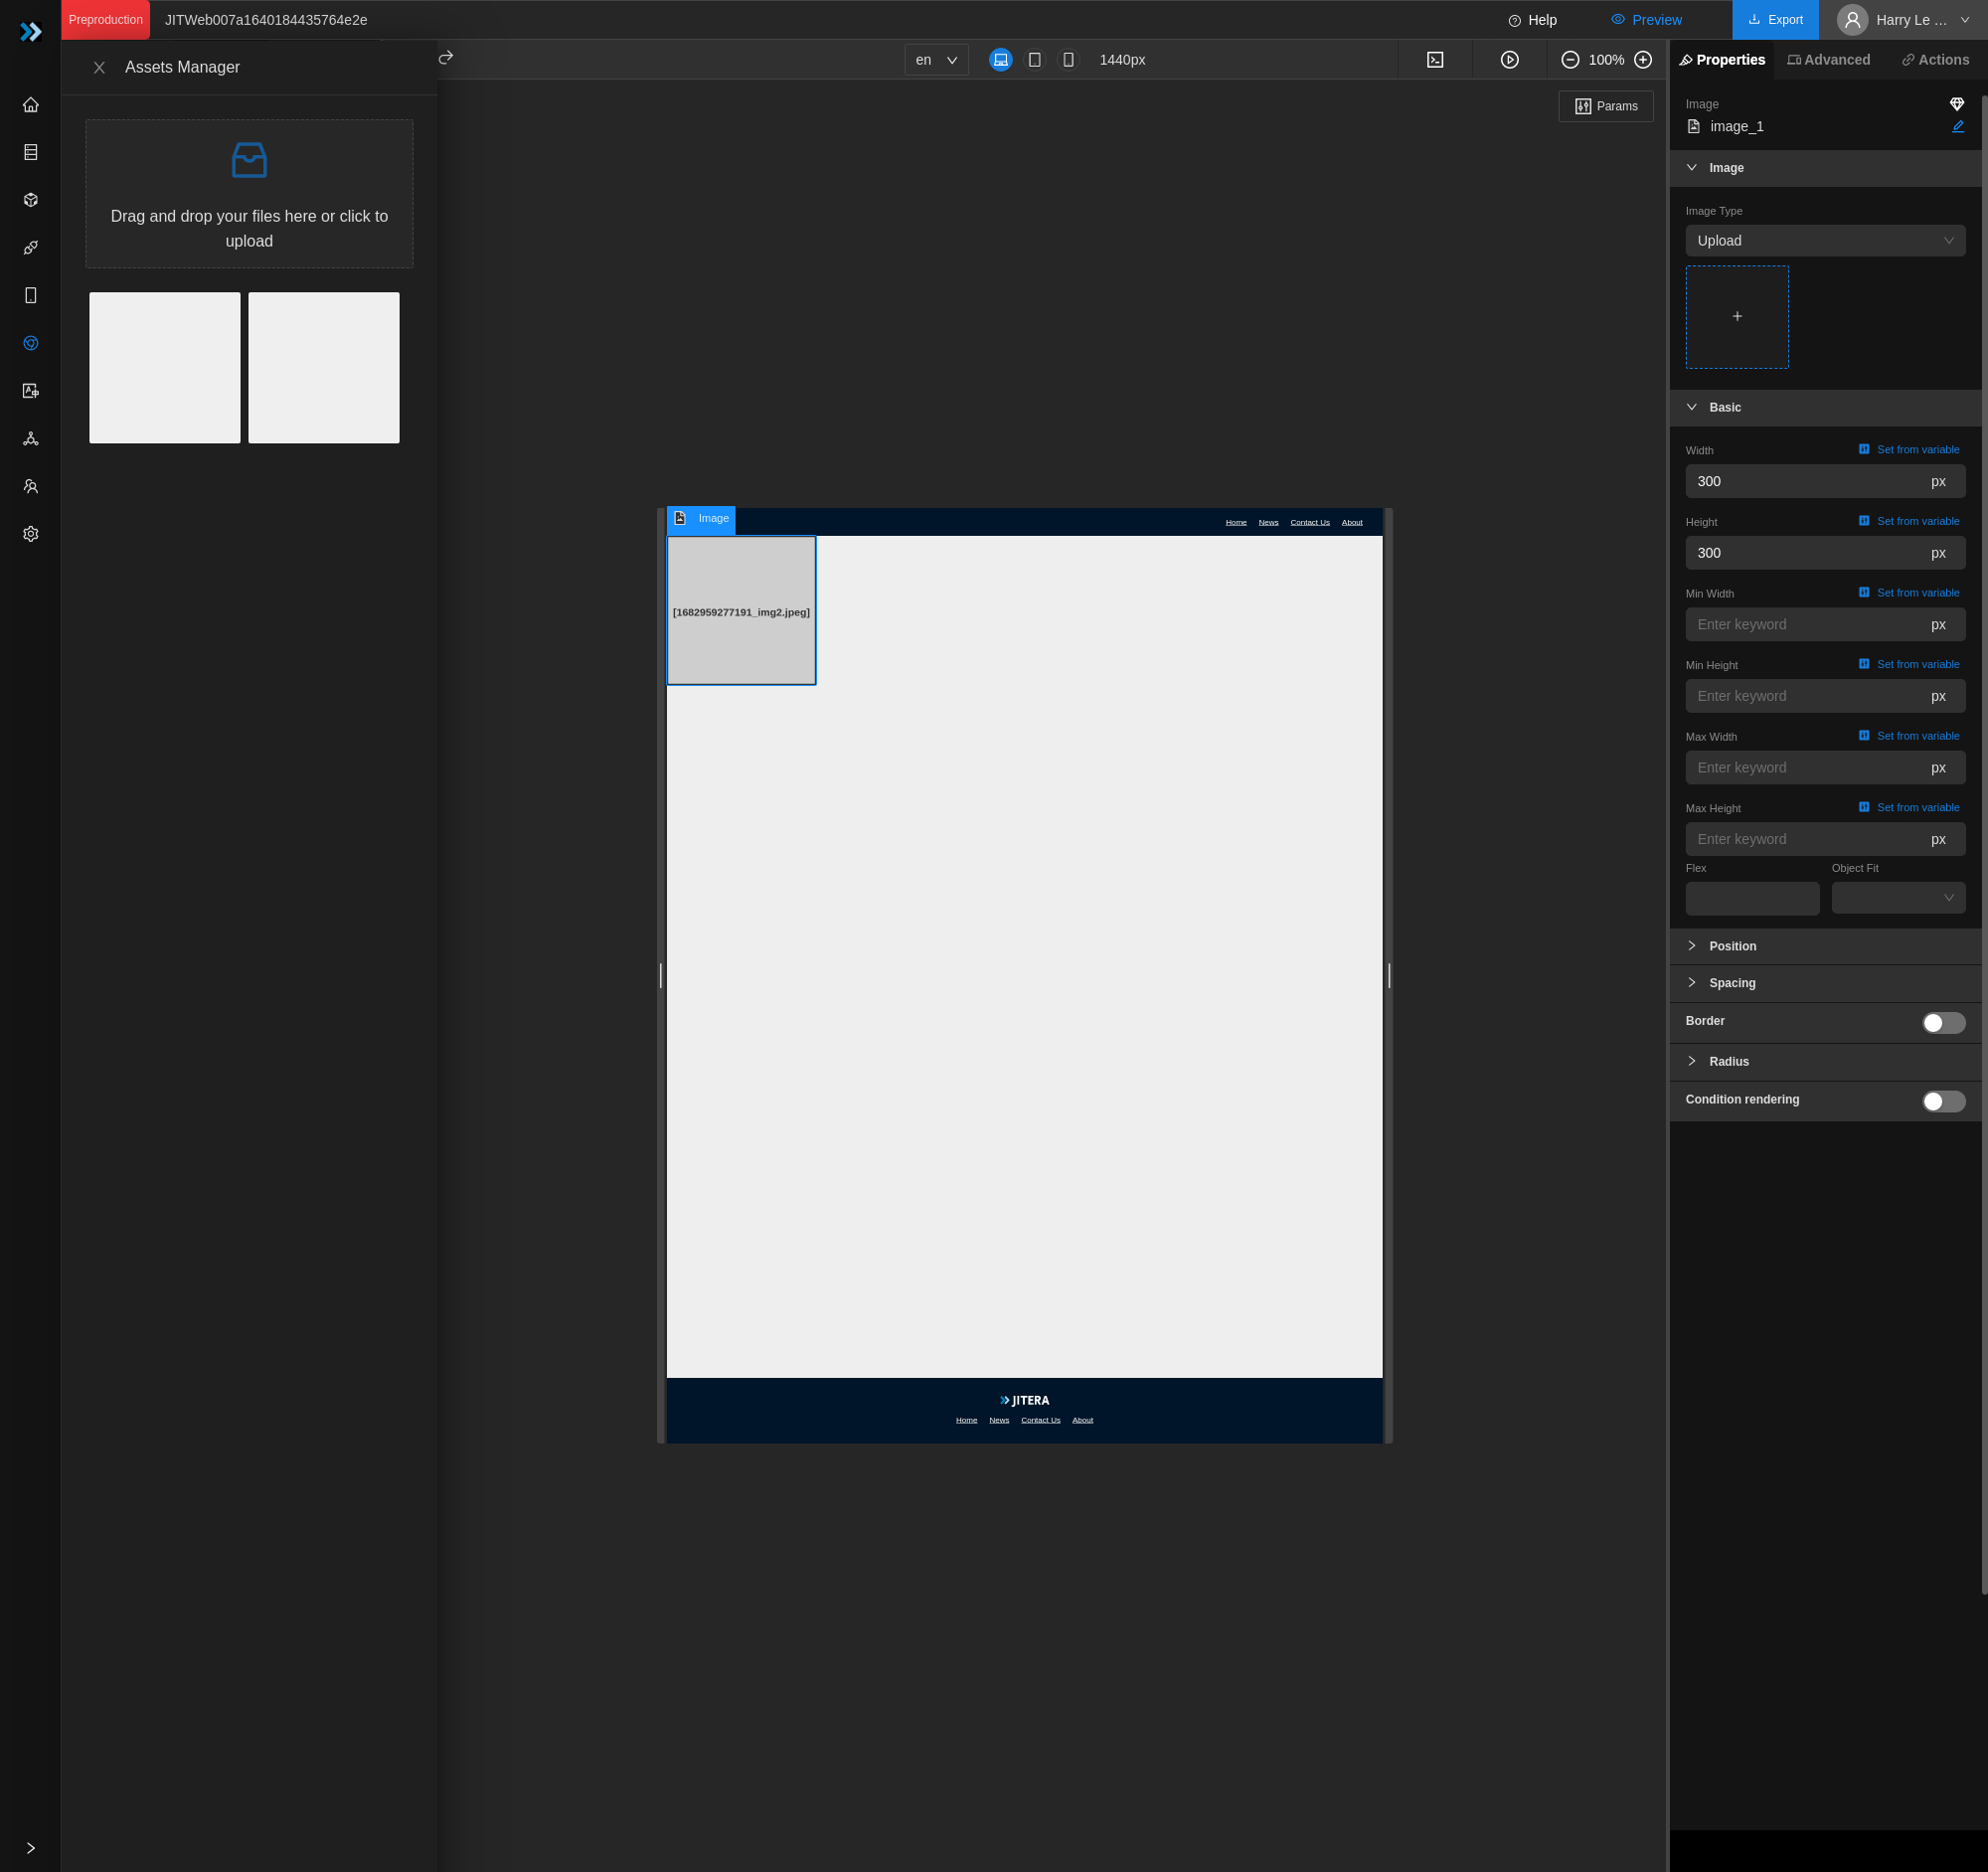 Preproduction
JITWeb007a1640184435764e2e
Help
Preview
Export
Harry Le ...
Assets Manager
en
1440px
100%
Properties
Advanced
Actions
Drag and drop your files here or click to
upload
Params
Image
image_1
Image
Image Type
Upload
Basic
Width
Set from variable
300
px
Height
Set from variable
300
px
Min Width
Set from variable
Enter keyword
px
Min Height
Set from variable
Enter keyword
px
Max Width
Set from variable
Enter keyword
px
Max Height
Set from variable
Enter keyword
px
Flex
Object Fit
Position
Spacing
Border
Radius
Condition rendering
Image
Home News Contact Us About
[1682959277191_img2.jpeg]
JITERA
Home News Contact Us About